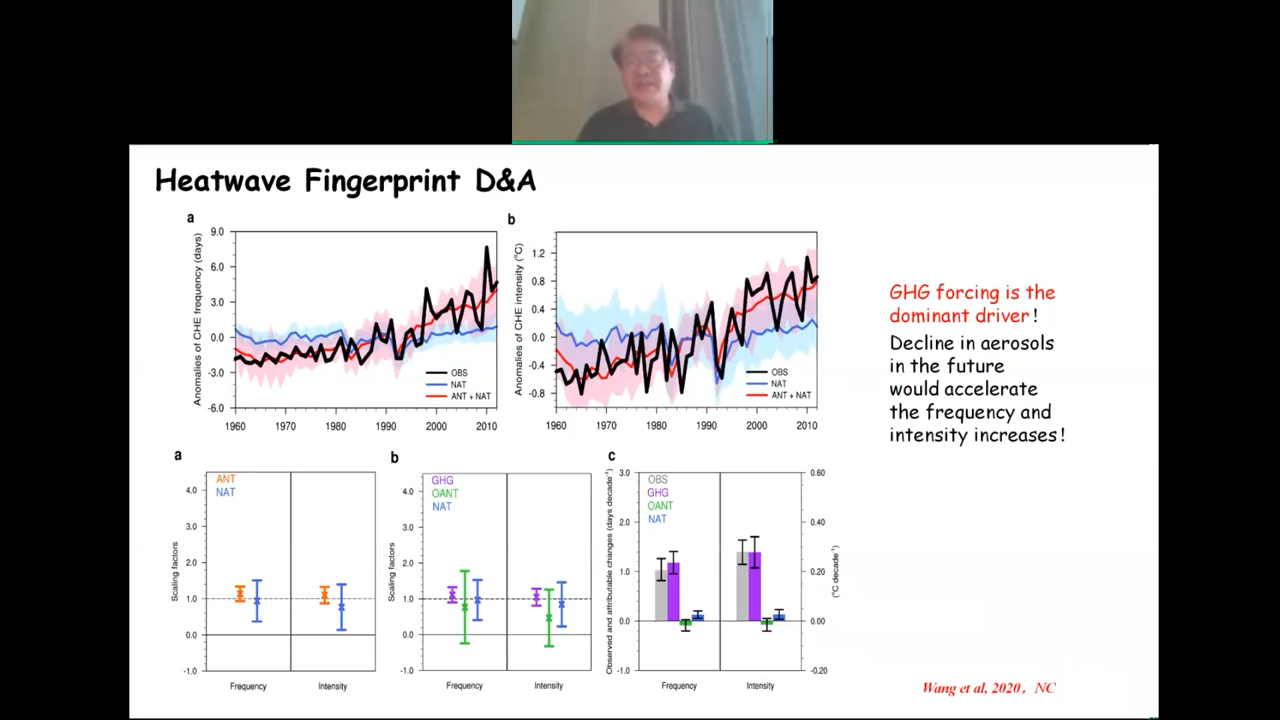 Heatwave Fingerprint D&A
a
9.0
6.0
3.0
0.0
-3.0
-6.0
Anomalies of CHE frequency (days)
OBS
NAT
ANT + NAT
1960 1970 1980 1990 2000 2010
b
1.2
0.8
0.4
0.0
-0.4
-0.8
Anomalies of CHE intensity (°C)
OBS
NAT
ANT + NAT
1960 1970 1980 1990 2000 2010
GHG forcing is the
dominant driver!
Decline in aerosols
in the future
would accelerate
the frequency and
intensity increases!
a
ANT
NAT
4.0
3.0
2.0
1.0
0.0
-1.0
Scaling factors
Frequency Intensity
b
GHG
OANT
NAT
4.0
3.0
2.0
1.0
0.0
-1.0
Scaling factors
Frequency Intensity
c
OBS
GHG
OANT
NAT
3.0
2.0
1.0
0.0
-1.0
Observed and attributable changes (days decade⁻¹)
0.60
0.40
0.20
0.00
-0.20
(°C decade⁻¹)
Frequency Intensity
Wang et al, 2020, NC